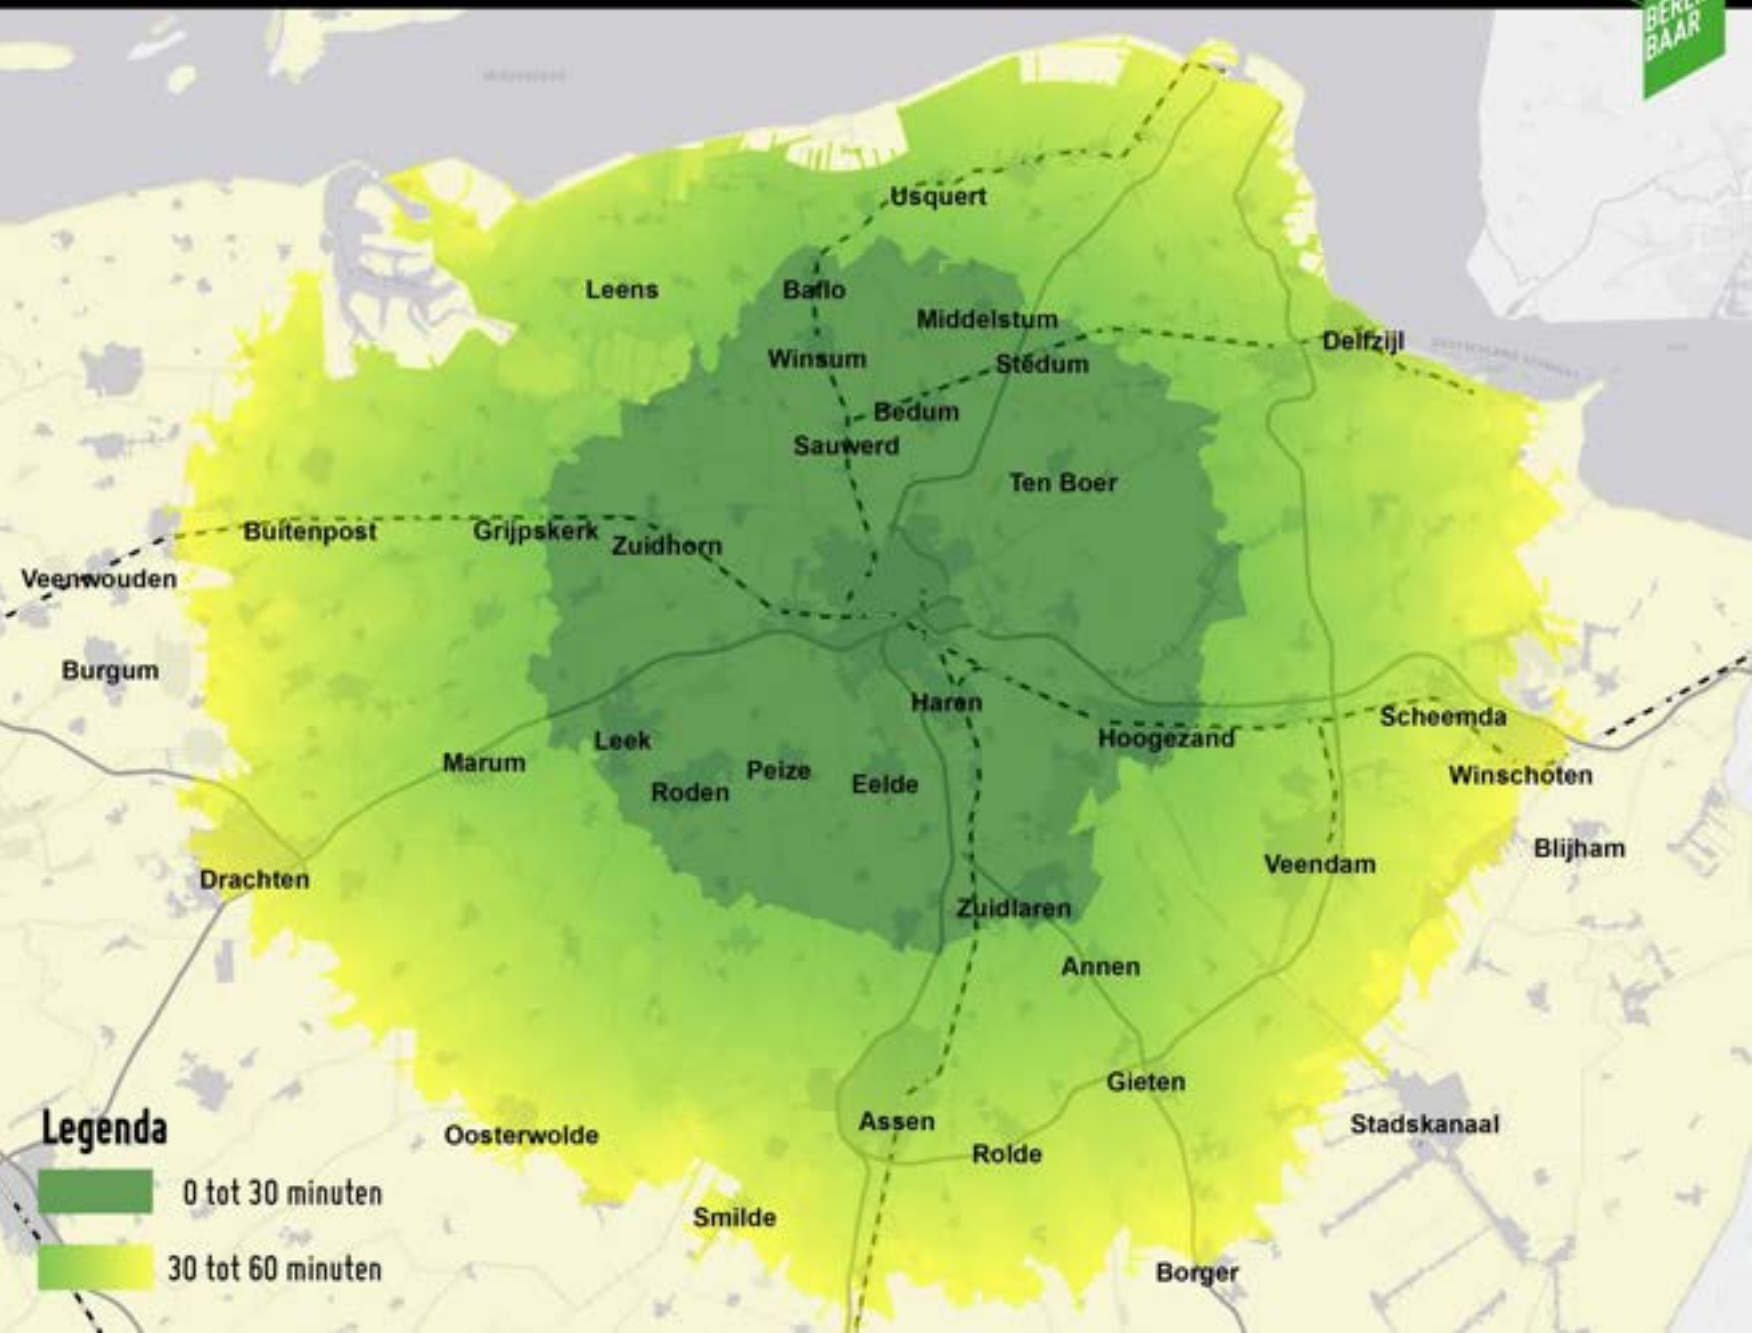 BAAR
Usquert
Leens
Baflo
Middelstum
Winsum
Stedum
Delfzijl
Bedum
Sauwerd
Ten Boer
Buitenpost
Grijpskerk
Zuidhorn
Veenwouden
Burgum
Haren
Hoogezand
Scheemda
Leek
Marum
Peize
Roden
Eelde
Winschoten
Blijham
Veendam
Drachten
Zuidlaren
Annen
Gieten
Assen
Stadskanaal
Oosterwolde
Rolde
Smilde
Borger
Legenda
0 tot 30 minuten
30 tot 60 minuten